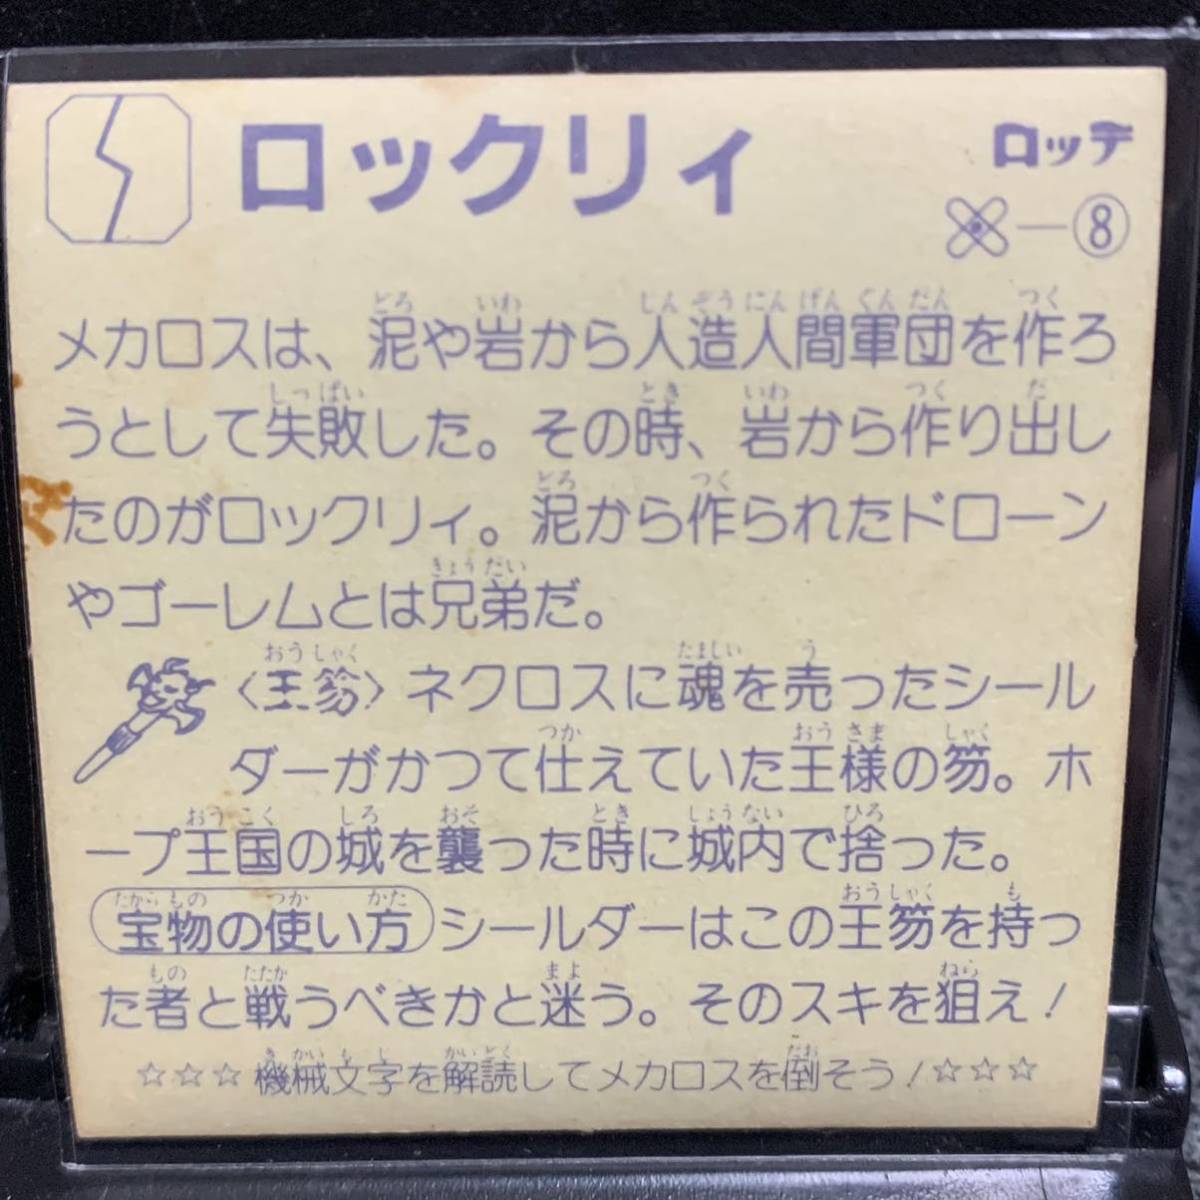 ロックリィ
ロッテ
—⑧
メカロスは、泥や岩から人造人間軍団を作ろ
うとして失敗した。その時、岩から作り出し
たのがロックリィ。泥から作られたドローン
やゴーレムとは兄弟だ。
〈王笏〉ネクロスに魂を売ったシール
ダーがかつて仕えていた王様の笏。ホ
ープ王国の城を襲った時に城内で捨った。
宝物の使い方 シールダーはこの王笏を持っ
た者と戦うべきかと迷う。そのスキを狙え！
☆☆☆機械文字を解読してメカロスを倒そう！☆☆☆